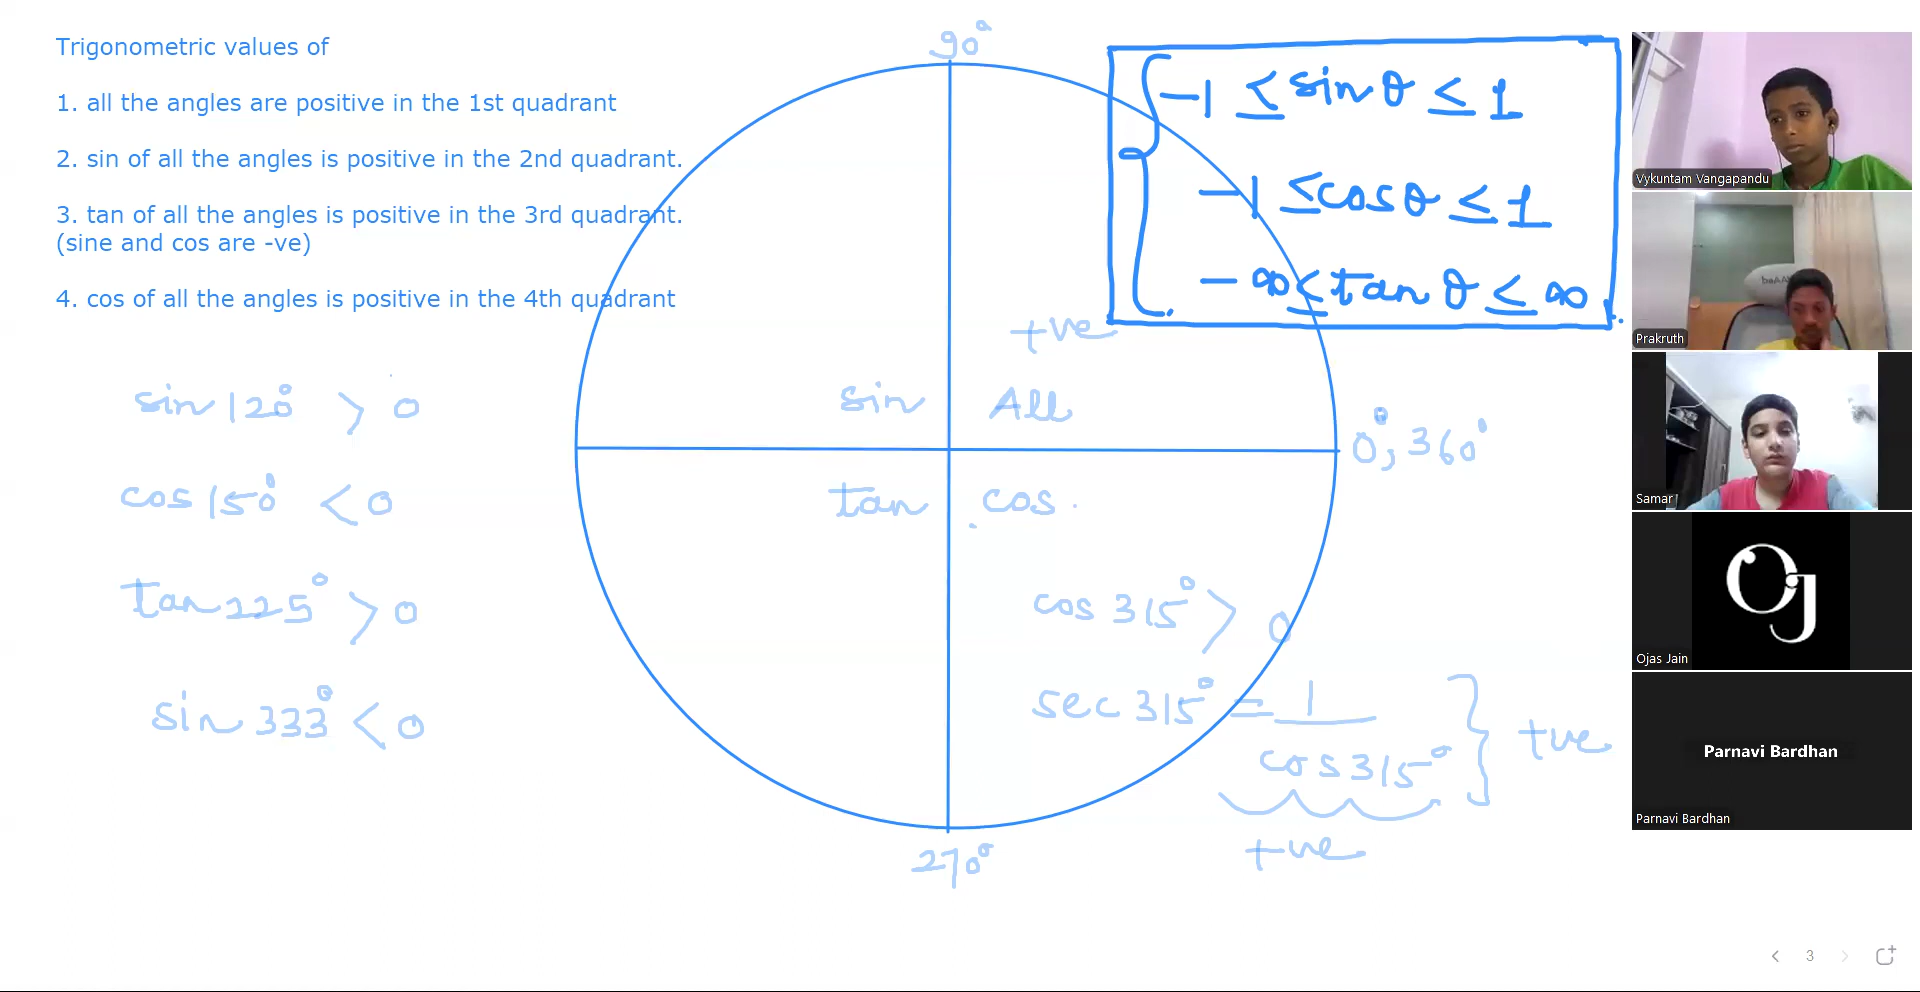 Trigonometric values of
1. all the angles are positive in the 1st quadrant
2. sin of all the angles is positive in the 2nd quadrant.
3. tan of all the angles is positive in the 3rd quadrant.
(sine and cos are -ve)
4. cos of all the angles is positive in the 4th quadrant
sin 120° > 0
cos 150° < 0
tan 225° > 0
sin 333° < 0
90°
+ve
sin All
tan cos
0°, 360°
270°
cos 315° > 0
sec 315° = 1
cos 315°
+ve
+ve
-1 ≤ sin θ ≤ 1
-1 ≤ cos θ ≤ 1
-∞ ≤ tan θ ≤ ∞
Vykuntam Vangapandu
Prakruth
Samar
OJ
Ojas Jain
Parnavi Bardhan
Parnavi Bardhan
3